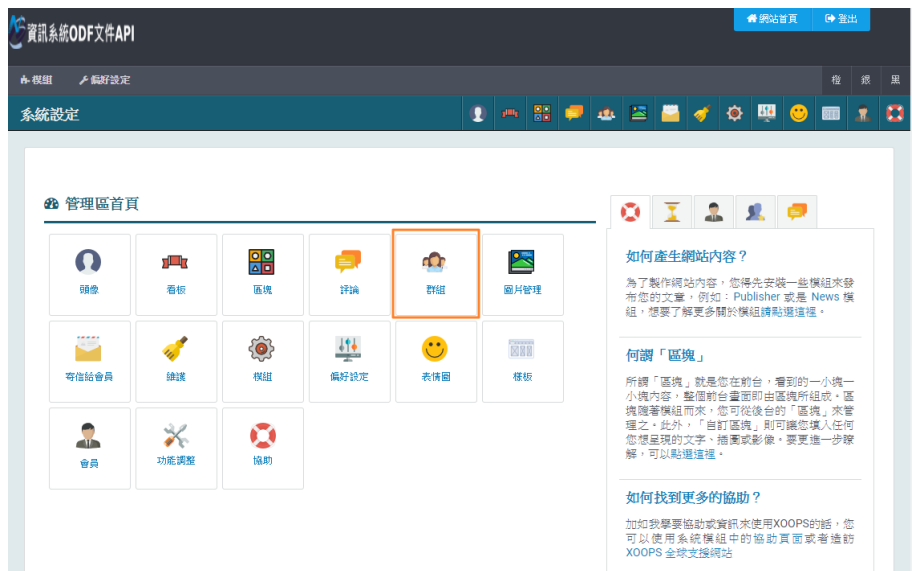 資訊系統ODF文件API
網站首頁
登出
模組
偏好設定
橙
銀
黑
系統設定
管理區首頁
頭像
看板
區塊
評論
群組
圖片管理
寄信給會員
維護
模組
偏好設定
表情圖
樣板
會員
功能調整
協助
如何產生網站內容？
為了製作網站內容，您得先安裝一些模組來發
布您的文章，例如：Publisher 或是 News 模
組，想要了解更多關於模組請點選這裡。
何謂「區塊」
所謂「區塊」就是您在前台，看到的一小塊一
小塊內容，整個前台畫面即由區塊所組成。區
塊隨著模組而來，您可從後台的「區塊」來管
理之。此外，「自訂區塊」則可讓您填入任何
您想呈現的文字、插圖或影像。要更進一步瞭
解，可以點選這裡。
如何找到更多的協助？
加如我學要協助或資訊來使用XOOPS的話，您
可以使用系統模組中的協助頁面或者造訪
XOOPS 全球支援網站